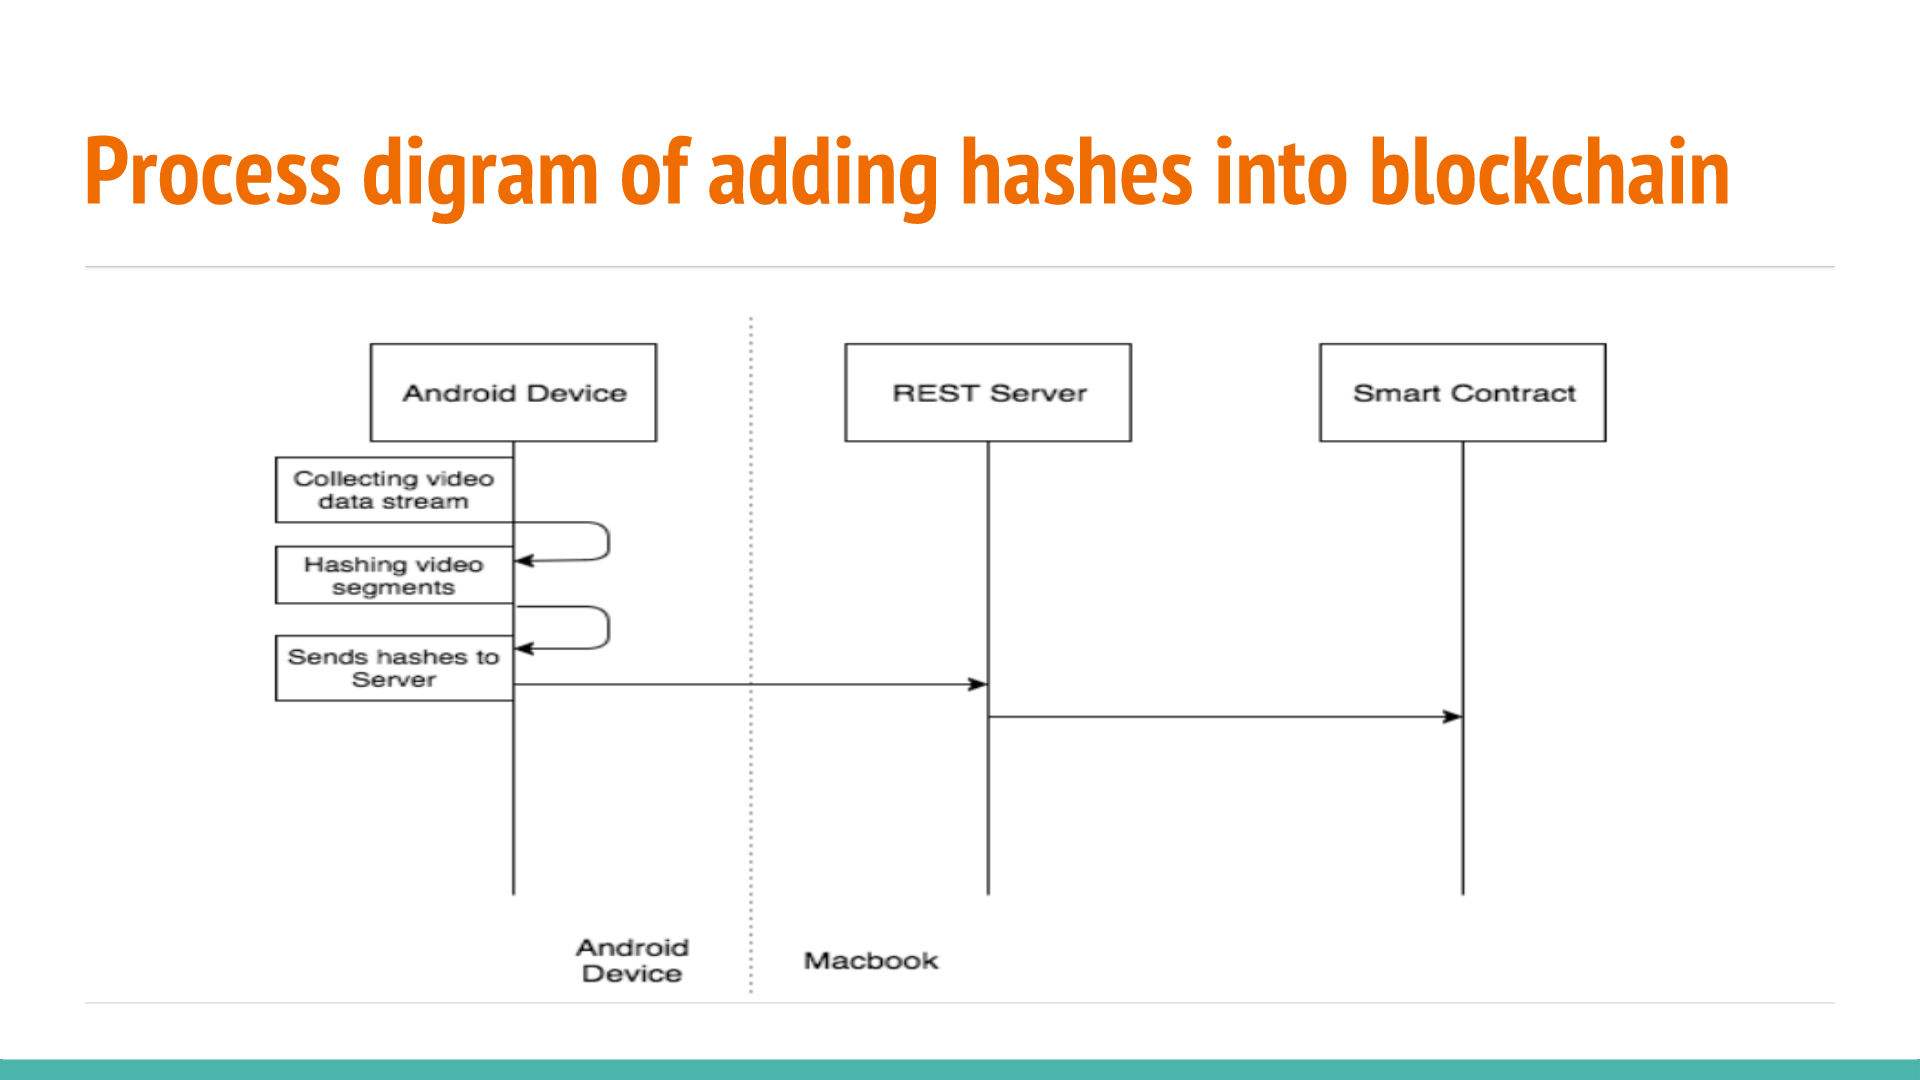 Process digram of adding hashes into blockchain
Android Device
REST Server
Smart Contract
Collecting video
data stream
Hashing video
segments
Sends hashes to
Server
Android
Device
Macbook